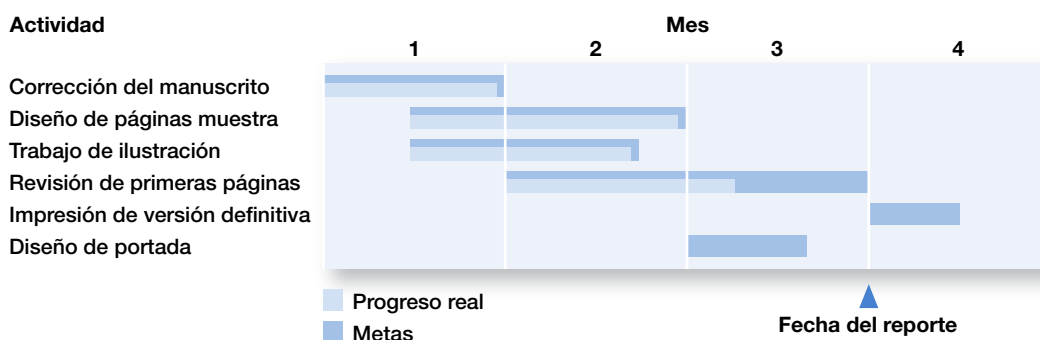 Actividad
Mes
1 2 3 4
Corrección del manuscrito
Diseño de páginas muestra
Trabajo de ilustración
Revisión de primeras páginas
Impresión de versión definitiva
Diseño de portada
Progreso real
Metas
Fecha del reporte